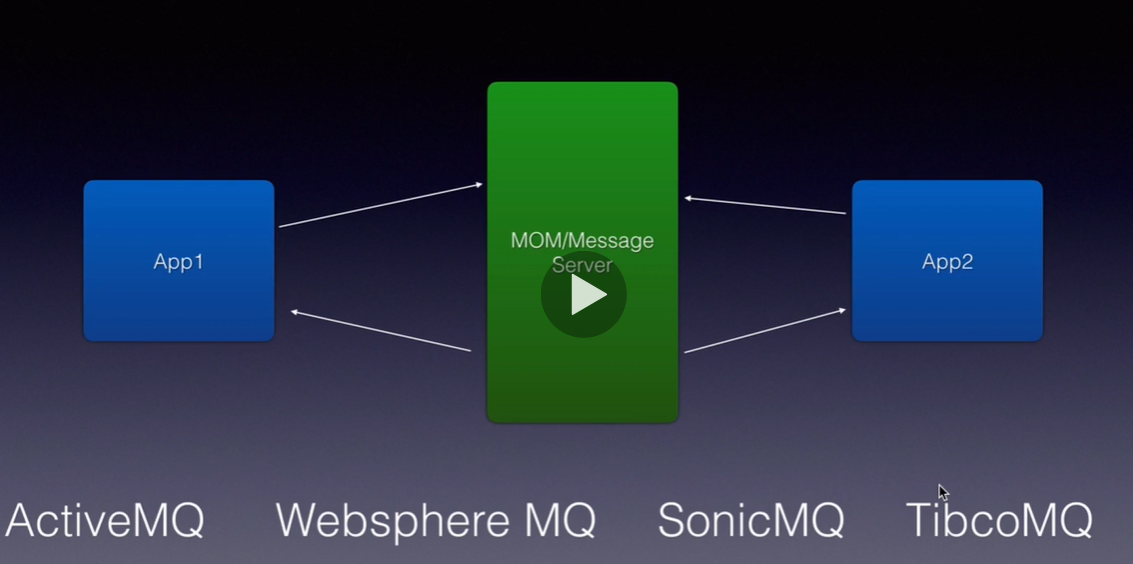 MOM/Message
Server
App1
App2
ActiveMQ
Websphere MQ
SonicMQ
TibcoMQ